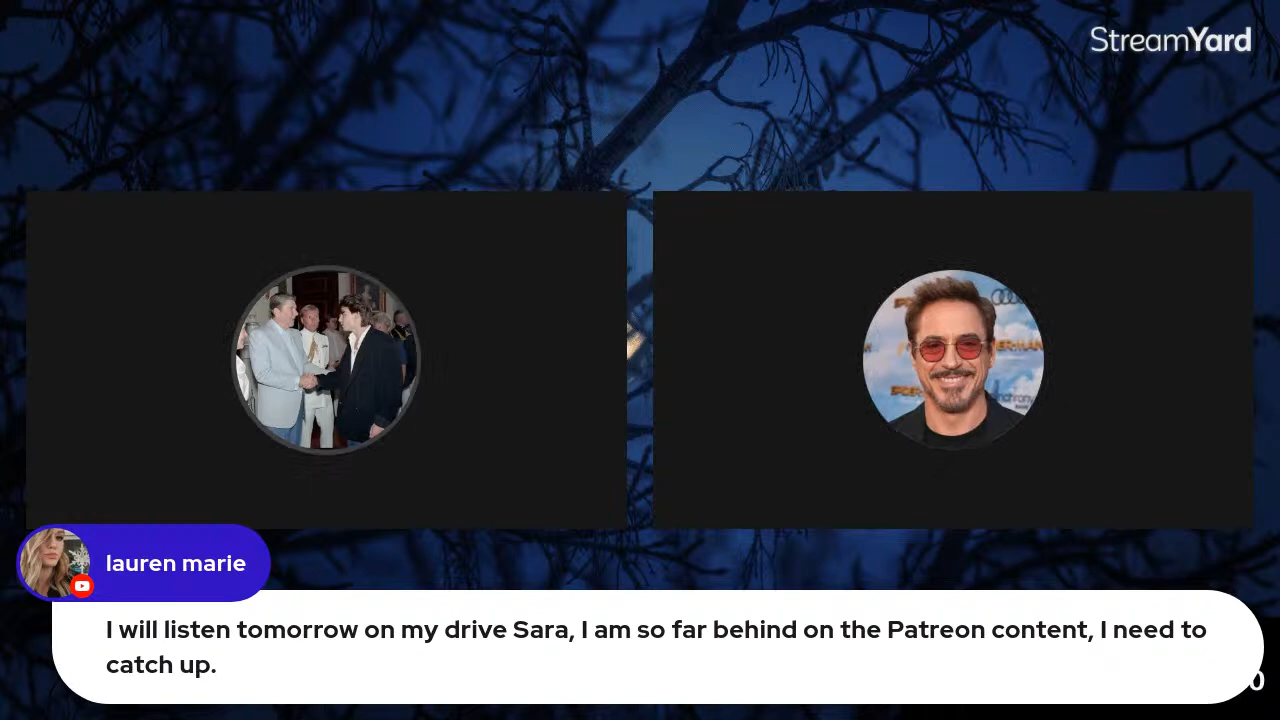 StreamYard
lauren marie
I will listen tomorrow on my drive Sara, I am so far behind on the Patreon content, I need to
catch up.